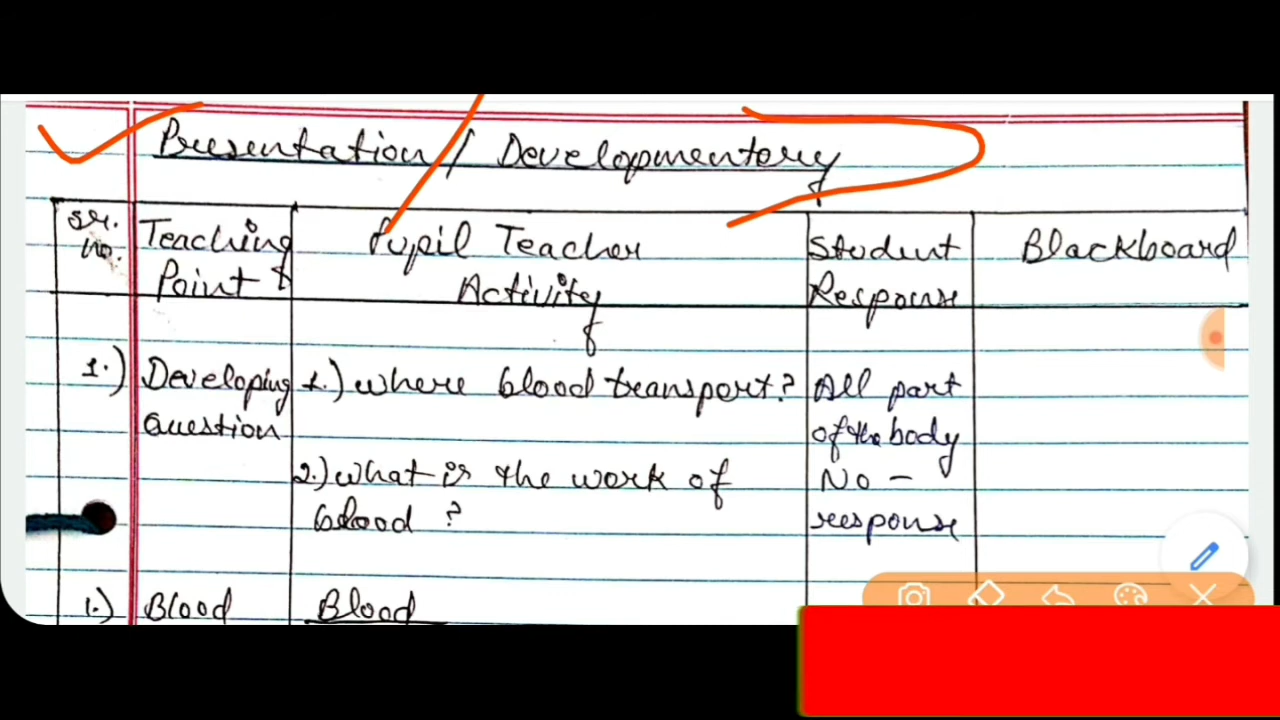 Presentation / Developmentory
Sr. no. Teaching Point Pupil Teacher Activity Student Response Blackboard
1.) Developing 1.) where blood transport? All part
Question of the body
2.) what is the work of No -
blood ? response
1.) Blood Blood